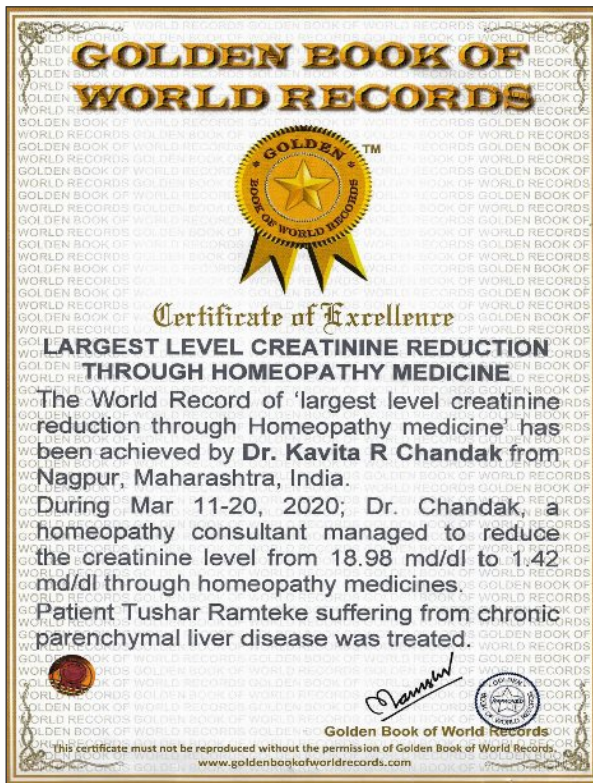 GOLDEN BOOK OF
WORLD RECORDS
GOLDEN
BOOK OF WORLD RECORDS
TM
Certificate of Excellence
LARGEST LEVEL CREATININE REDUCTION
THROUGH HOMEOPATHY MEDICINE
The World Record of 'largest level creatinine
reduction through Homeopathy medicine' has
been achieved by Dr. Kavita R Chandak from
Nagpur, Maharashtra, India.
During Mar 11-20, 2020; Dr. Chandak, a
homeopathy consultant managed to reduce
the creatinine level from 18.98 md/dl to 1.42
md/dl through homeopathy medicines.
Patient Tushar Ramteke suffering from chronic
parenchymal liver disease was treated.
Golden Book of World Records
This certificate must not be reproduced without the permission of Golden Book of World Records.
www.goldenbookofworldrecords.com